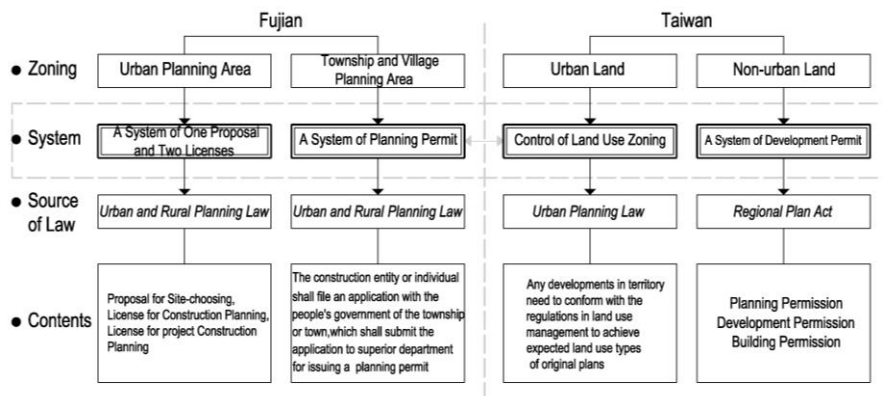 Fujian
Taiwan
● Zoning
Urban Planning Area
Township and Village
Planning Area
Urban Land
Non-urban Land
● System
A System of One Proposal
and Two Licenses
A System of Planning Permit
Control of Land Use Zoning
A System of Development Permit
● Source
of Law
Urban and Rural Planning Law
Urban and Rural Planning Law
Urban Planning Law
Regional Plan Act
● Contents
Proposal for Site-choosing,
License for Construction Planning,
License for project Construction
Planning
The construction entity or individual
shall file an application with the
people's government of the township
or town,which shall submit the
application to superior department
for issuing a planning permit
Any developments in territory
need to conform with the
regulations in land use
management to achieve
expected land use types
of original plans
Planning Permission
Development Permission
Building Permission